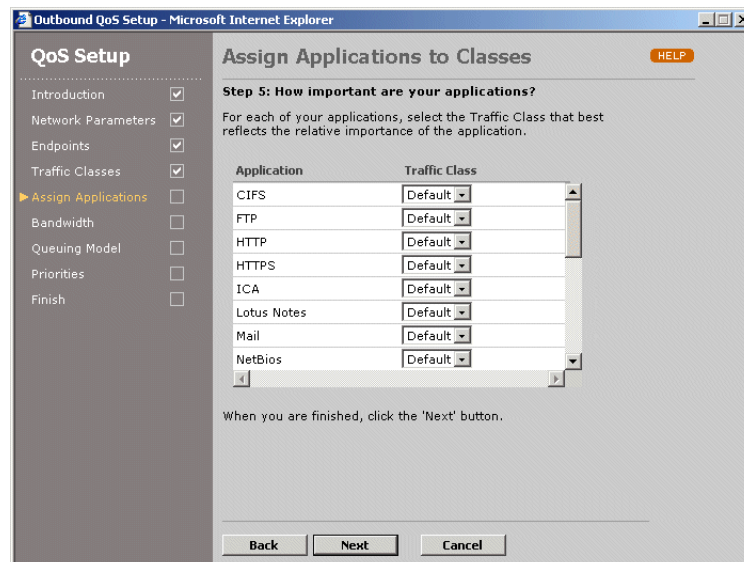 Outbound QoS Setup - Microsoft Internet Explorer
QoS Setup
Introduction
Network Parameters
Endpoints
Traffic Classes
Assign Applications
Bandwidth
Queuing Model
Priorities
Finish
Assign Applications to Classes
HELP
Step 5: How important are your applications?
For each of your applications, select the Traffic Class that best
reflects the relative importance of the application.
Application Traffic Class
CIFS Default
FTP Default
HTTP Default
HTTPS Default
ICA Default
Lotus Notes Default
Mail Default
NetBios Default
When you are finished, click the 'Next' button.
Back Next Cancel